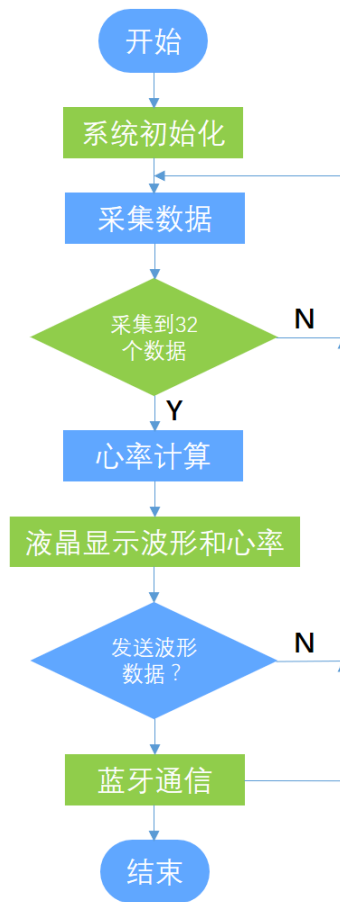 开始
系统初始化
采集数据
采集到32
个数据
N
Y
心率计算
液晶显示波形和心率
发送波形
数据？
N
蓝牙通信
结束